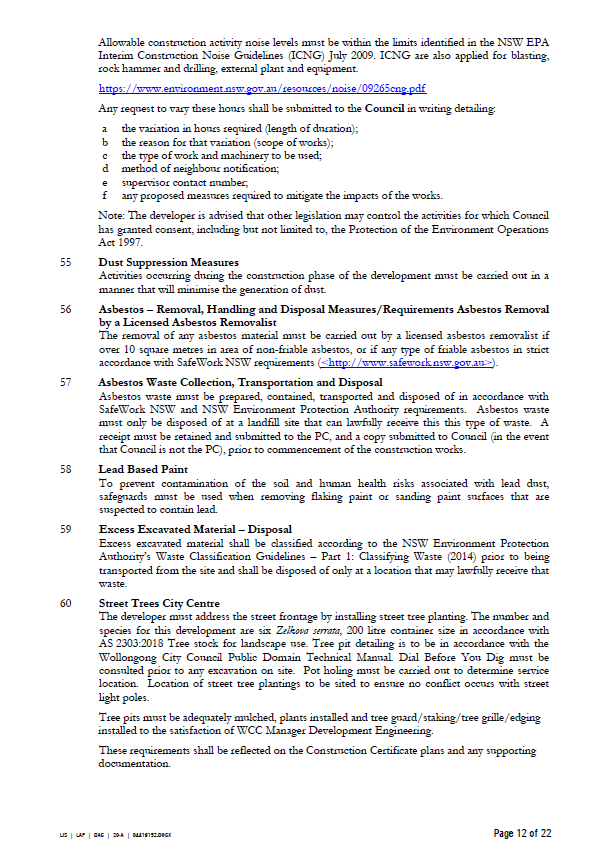 Allowable construction activity noise levels must be within the limits identified in the NSW EPA
Interim Construction Noise Guidelines (ICNG) July 2009. ICNG are also applied for blasting,
rock hammer and drilling, external plant and equipment.
https://www.environment.nsw.gov.au/resources/noise/09265cng.pdf
Any request to vary these hours shall be submitted to the Council in writing detailing:
a the variation in hours required (length of duration);
b the reason for that variation (scope of works);
c the type of work and machinery to be used;
d method of neighbour notification;
e supervisor contact number;
f any proposed measures required to mitigate the impacts of the works.
Note: The developer is advised that other legislation may control the activities for which Council
has granted consent, including but not limited to, the Protection of the Environment Operations
Act 1997.
55 Dust Suppression Measures
Activities occurring during the construction phase of the development must be carried out in a
manner that will minimise the generation of dust.
56 Asbestos – Removal, Handling and Disposal Measures/Requirements Asbestos Removal
by a Licensed Asbestos Removalist
The removal of any asbestos material must be carried out by a licensed asbestos removalist if
over 10 square metres in area of non-friable asbestos, or if any type of friable asbestos in strict
accordance with SafeWork NSW requirements (<http://www.safework.nsw.gov.au>).
57 Asbestos Waste Collection, Transportation and Disposal
Asbestos waste must be prepared, contained, transported and disposed of in accordance with
SafeWork NSW and NSW Environment Protection Authority requirements. Asbestos waste
must only be disposed of at a landfill site that can lawfully receive this this type of waste. A
receipt must be retained and submitted to the PC, and a copy submitted to Council (in the event
that Council is not the PC), prior to commencement of the construction works.
58 Lead Based Paint
To prevent contamination of the soil and human health risks associated with lead dust,
safeguards must be used when removing flaking paint or sanding paint surfaces that are
suspected to contain lead.
59 Excess Excavated Material – Disposal
Excess excavated material shall be classified according to the NSW Environment Protection
Authority's Waste Classification Guidelines – Part 1: Classifying Waste (2014) prior to being
transported from the site and shall be disposed of only at a location that may lawfully receive that
waste.
60 Street Trees City Centre
The developer must address the street frontage by installing street tree planting. The number and
species for this development are six Zelkova serrata, 200 litre container size in accordance with
AS 2303:2018 Tree stock for landscape use. Tree pit detailing is to be in accordance with the
Wollongong City Council Public Domain Technical Manual. Dial Before You Dig must be
consulted prior to any excavation on site. Pot holing must be carried out to determine service
location. Location of street tree plantings to be sited to ensure no conflict occurs with street
light poles.
Tree pits must be adequately mulched, plants installed and tree guard/staking/tree grille/edging
installed to the satisfaction of WCC Manager Development Engineering.
These requirements shall be reflected on the Construction Certificate plans and any supporting
documentation.
LIS | LAP | DAG | 20-A | 04418152.DOCX Page 12 of 22